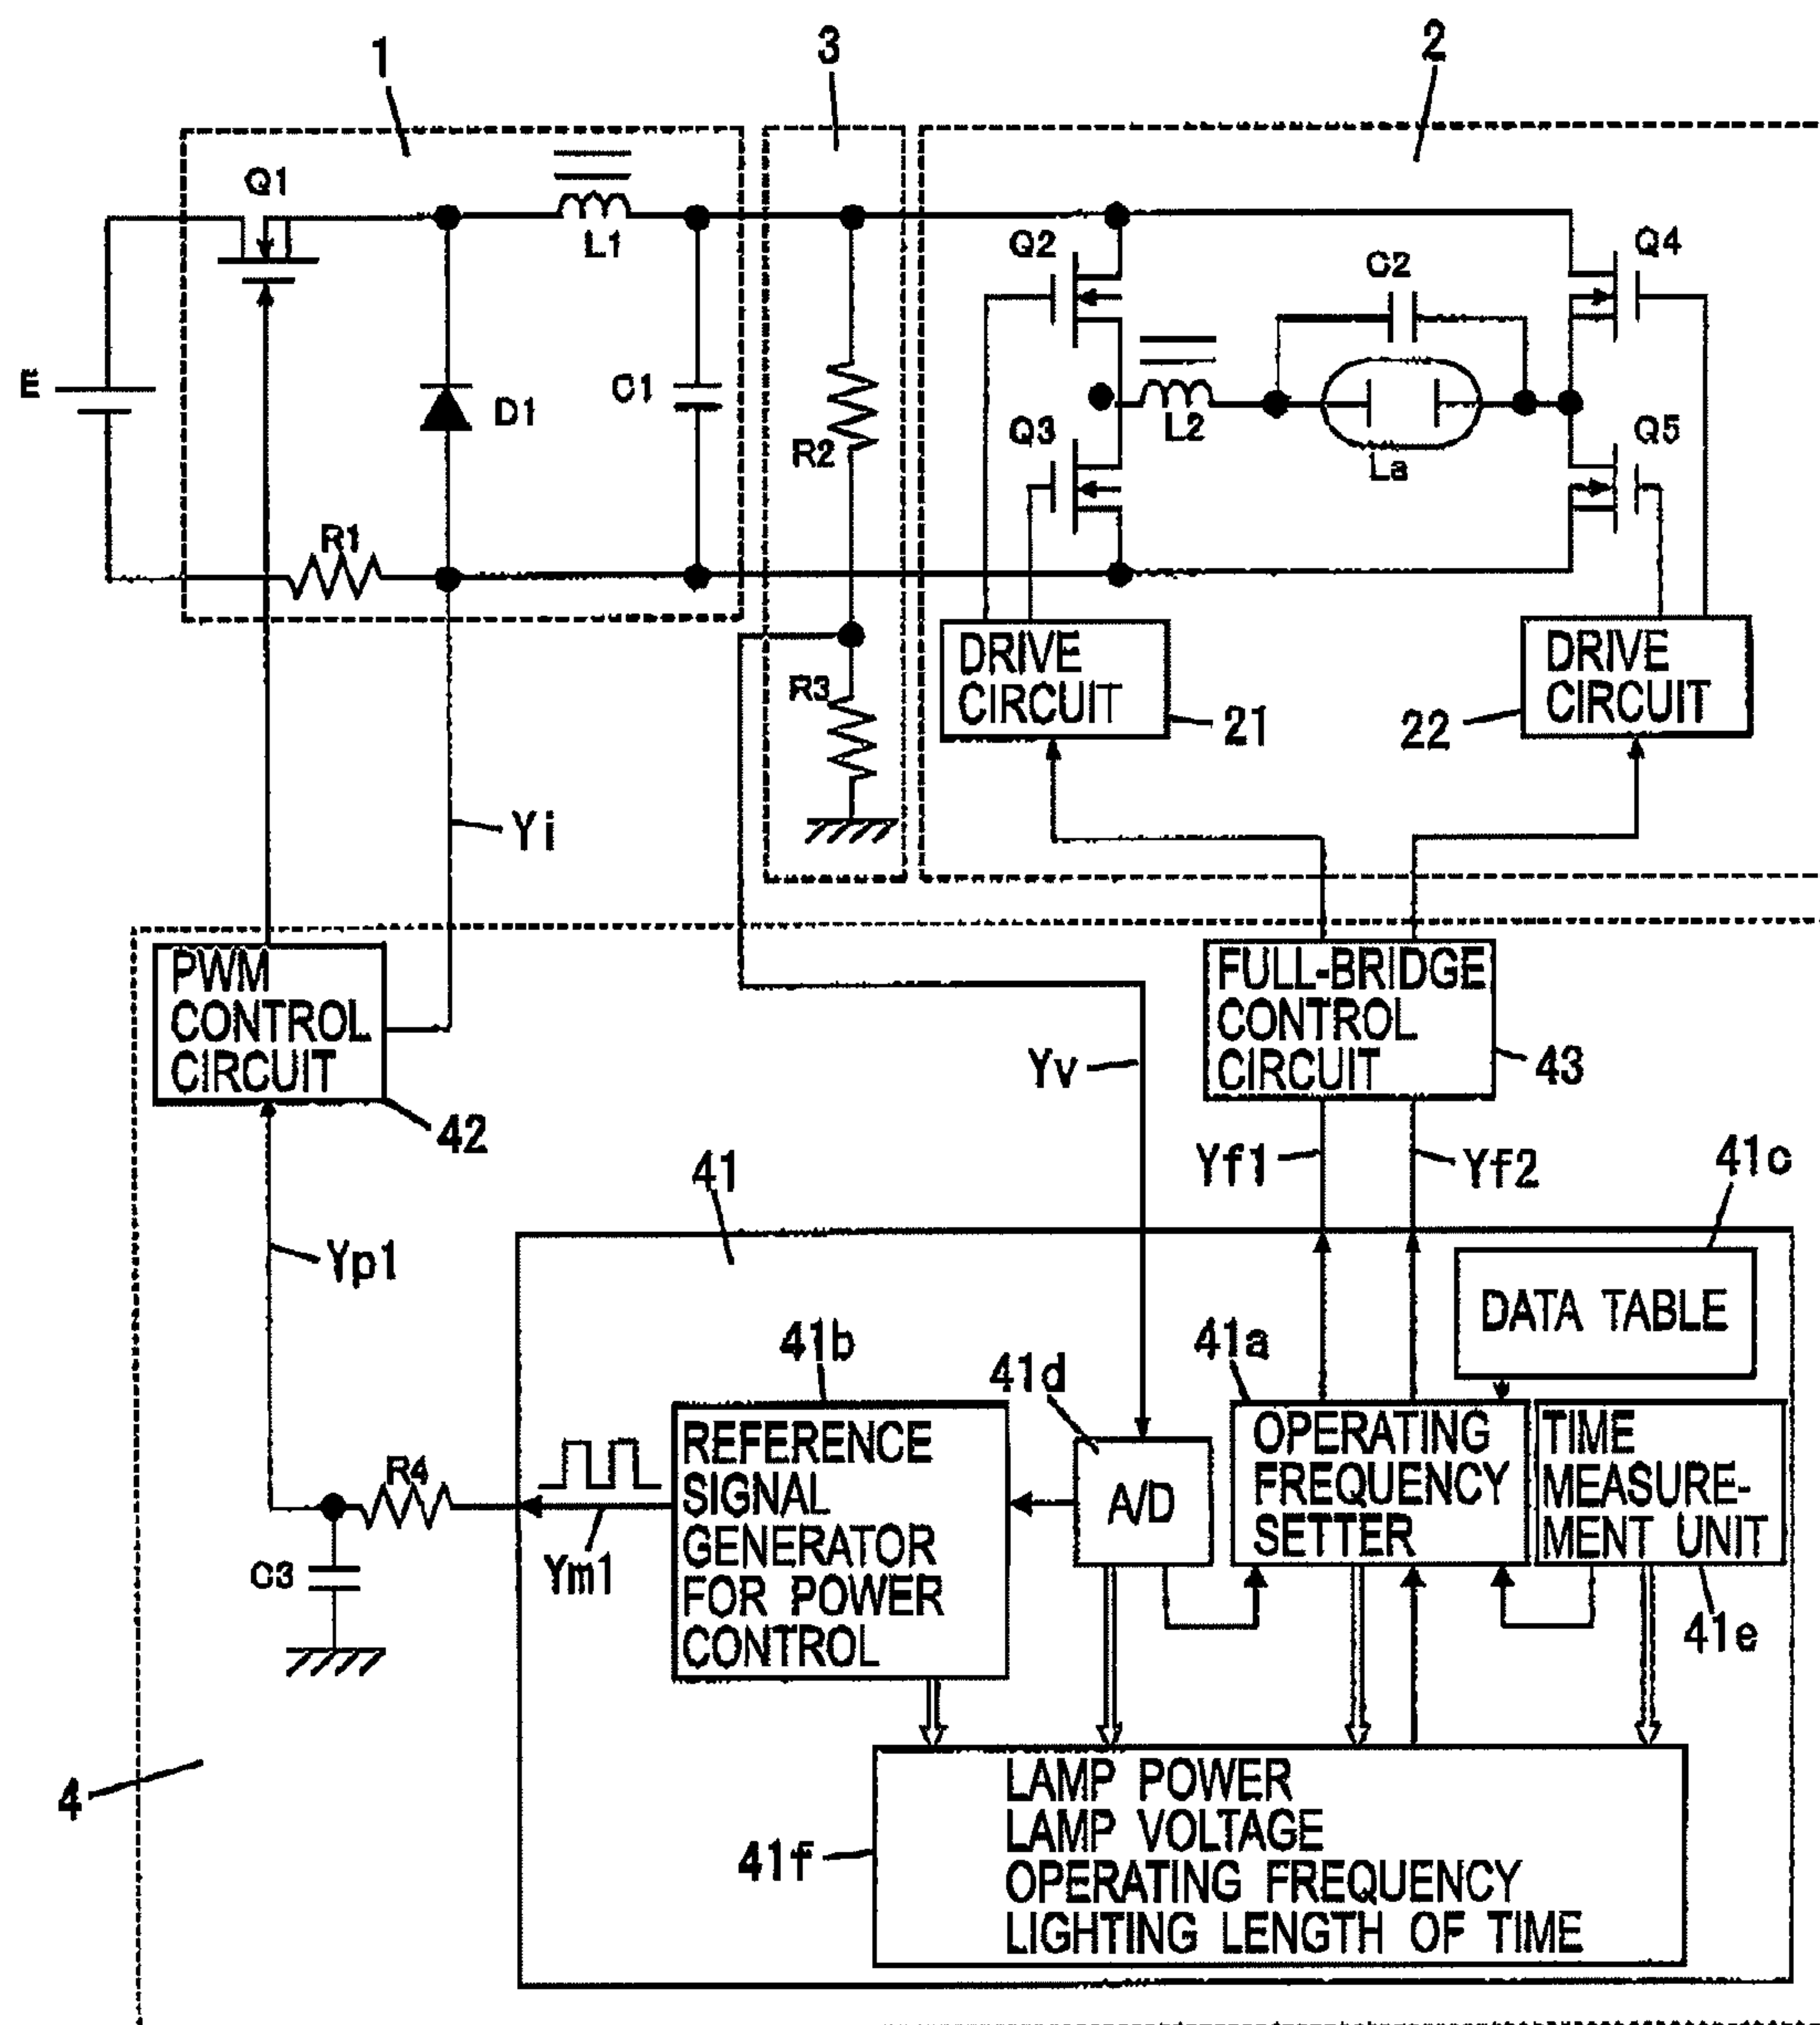 1
3
2
Q1
L1
Q2
Q4
C2
E
D1
C1
R2
L2
Q3
Q5
La
R1
R3
DRIVE
CIRCUIT
21
DRIVE
CIRCUIT
22
Yi
PWM
CONTROL
CIRCUIT
42
FULL-BRIDGE
CONTROL
CIRCUIT
43
Yv
Yf1
Yf2
41c
41
Yp1
DATA TABLE
41b
41d
41a
R4
REFERENCE
SIGNAL
GENERATOR
FOR POWER
CONTROL
A/D
OPERATING
FREQUENCY
SETTER
TIME
MEASURE-
MENT UNIT
C3
Ym1
41e
4
41f
LAMP POWER
LAMP VOLTAGE
OPERATING FREQUENCY
LIGHTING LENGTH OF TIME